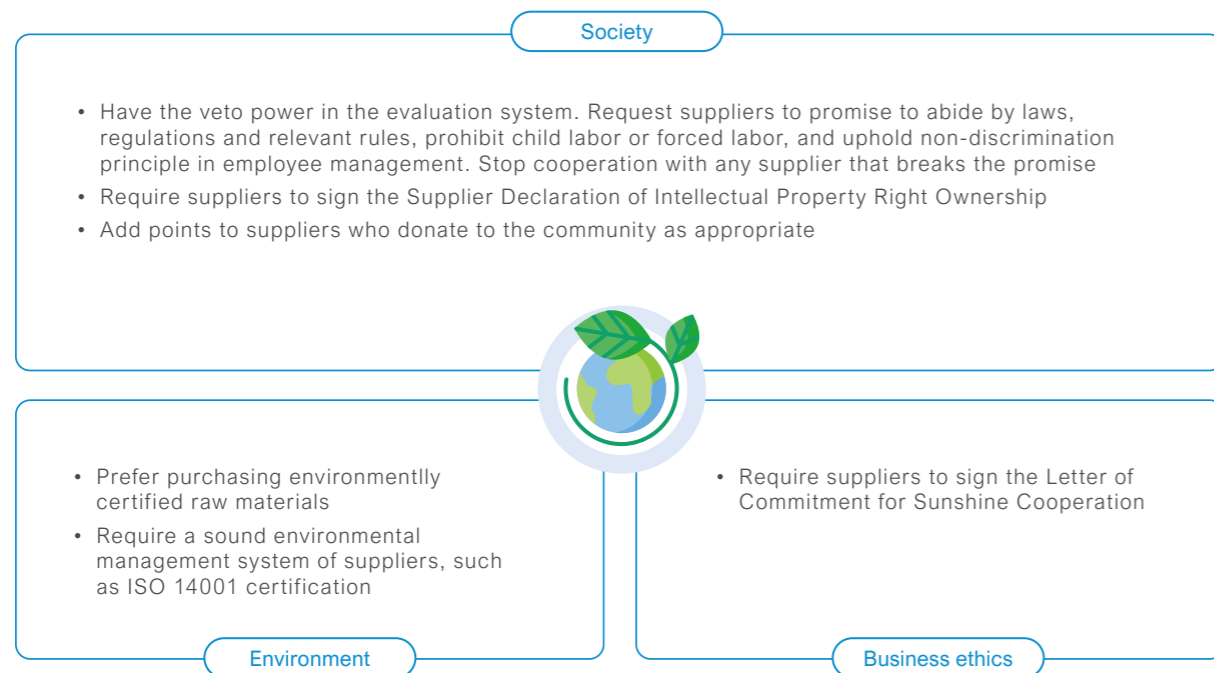 Society
• Have the veto power in the evaluation system. Request suppliers to promise to abide by laws,
regulations and relevant rules, prohibit child labor or forced labor, and uphold non-discrimination
principle in employee management. Stop cooperation with any supplier that breaks the promise
• Require suppliers to sign the Supplier Declaration of Intellectual Property Right Ownership
• Add points to suppliers who donate to the community as appropriate
• Prefer purchasing environmentlly
certified raw materials
• Require a sound environmental
management system of suppliers, such
as ISO 14001 certification
Environment
• Require suppliers to sign the Letter of
Commitment for Sunshine Cooperation
Business ethics